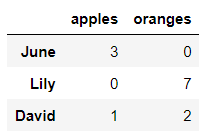 apples oranges
June 3 0
Lily 0 7
David 1 2